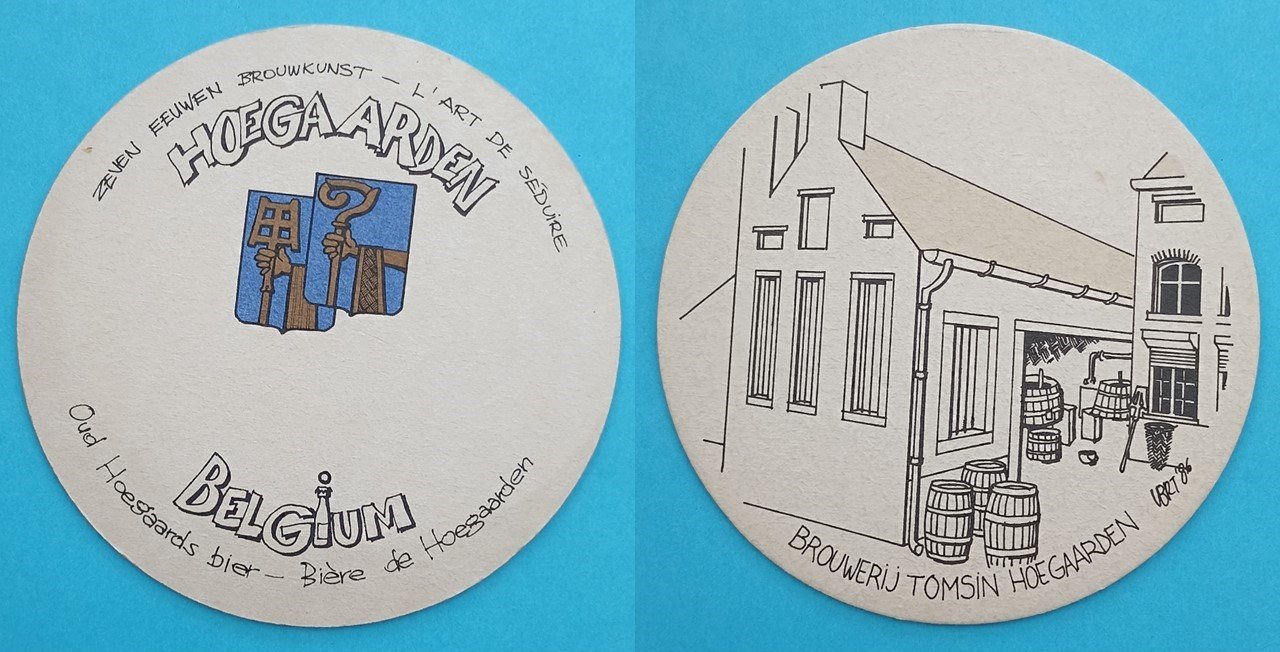 ZEVEN EEUWEN BROUWKUNST – L'ART DE SÉDUIRE
HOEGAARDEN
BELGIUM
Oud Hoegaards bier – Bière de Hoegaarden
BROUWERIJ TOMSIN HOEGAARDEN